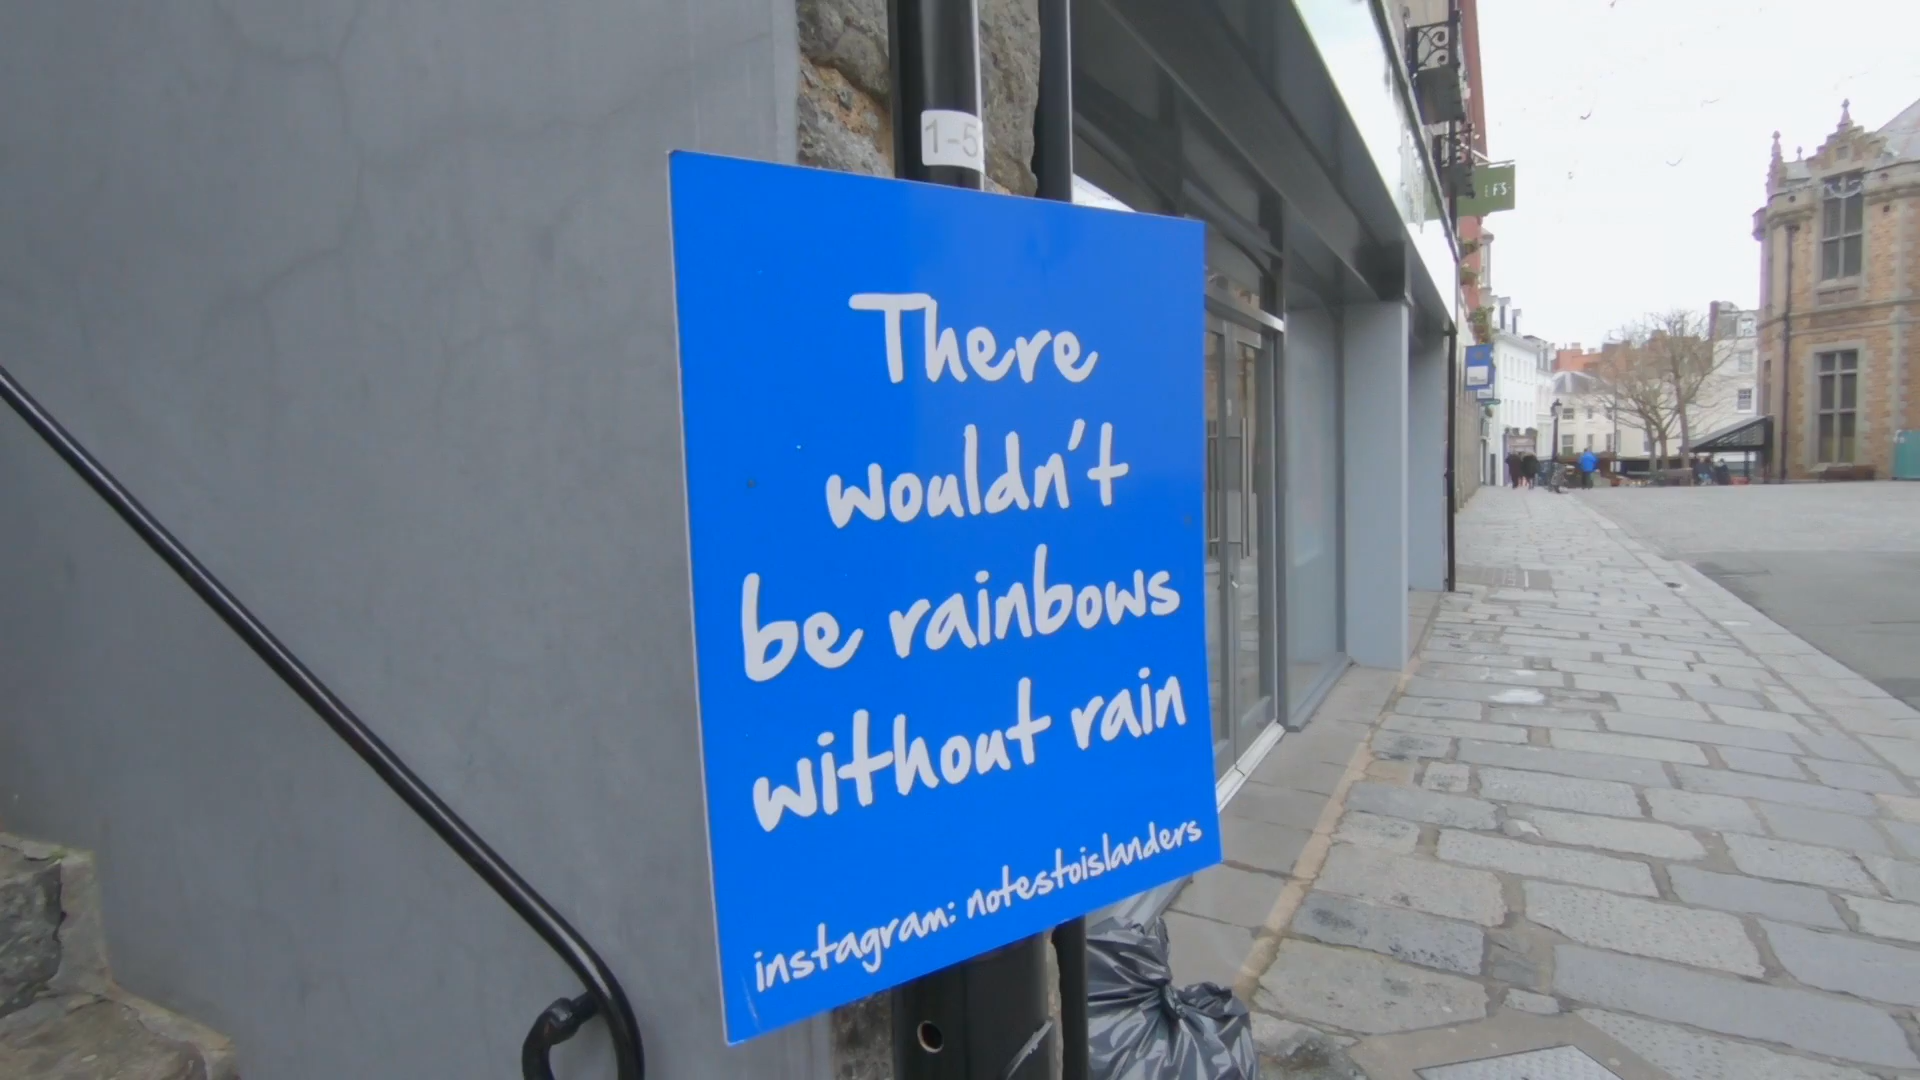 1-5
There
wouldn't
be rainbows
without rain
instagram: notestoislanders